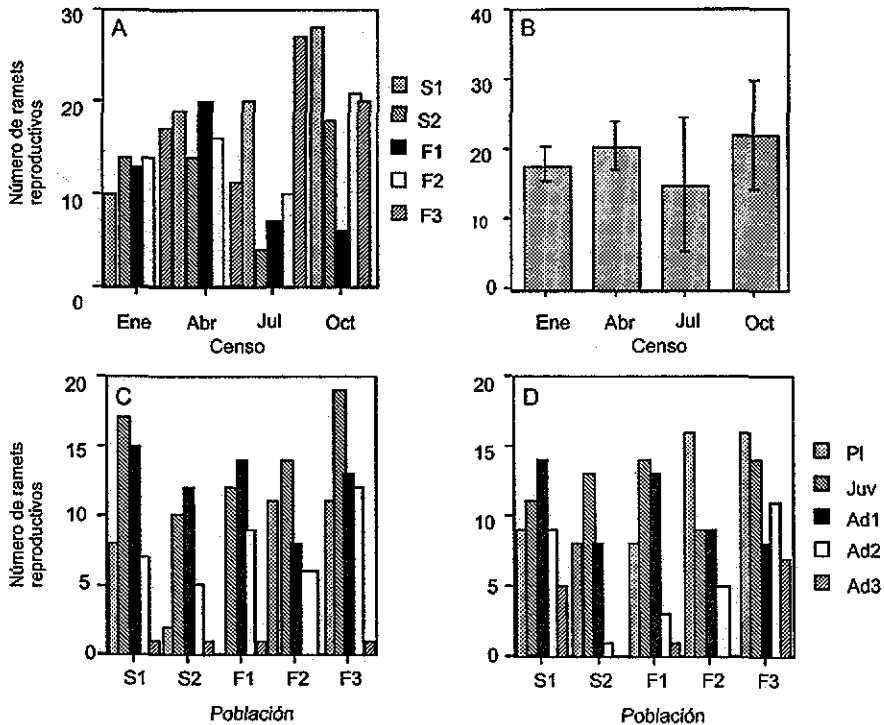 A
30
20
10
0
Número de ramets
reproductivos
Ene Abr Jul Oct
Censo
S1
S2
F1
F2
F3
B
40
30
20
10
0
Ene Abr Jul Oct
Censo
C
20
15
10
5
0
Número de ramets
reproductivos
S1 S2 F1 F2 F3
Población
D
20
15
10
5
0
S1 S2 F1 F2 F3
Población
Pl
Juv
Ad1
Ad2
Ad3